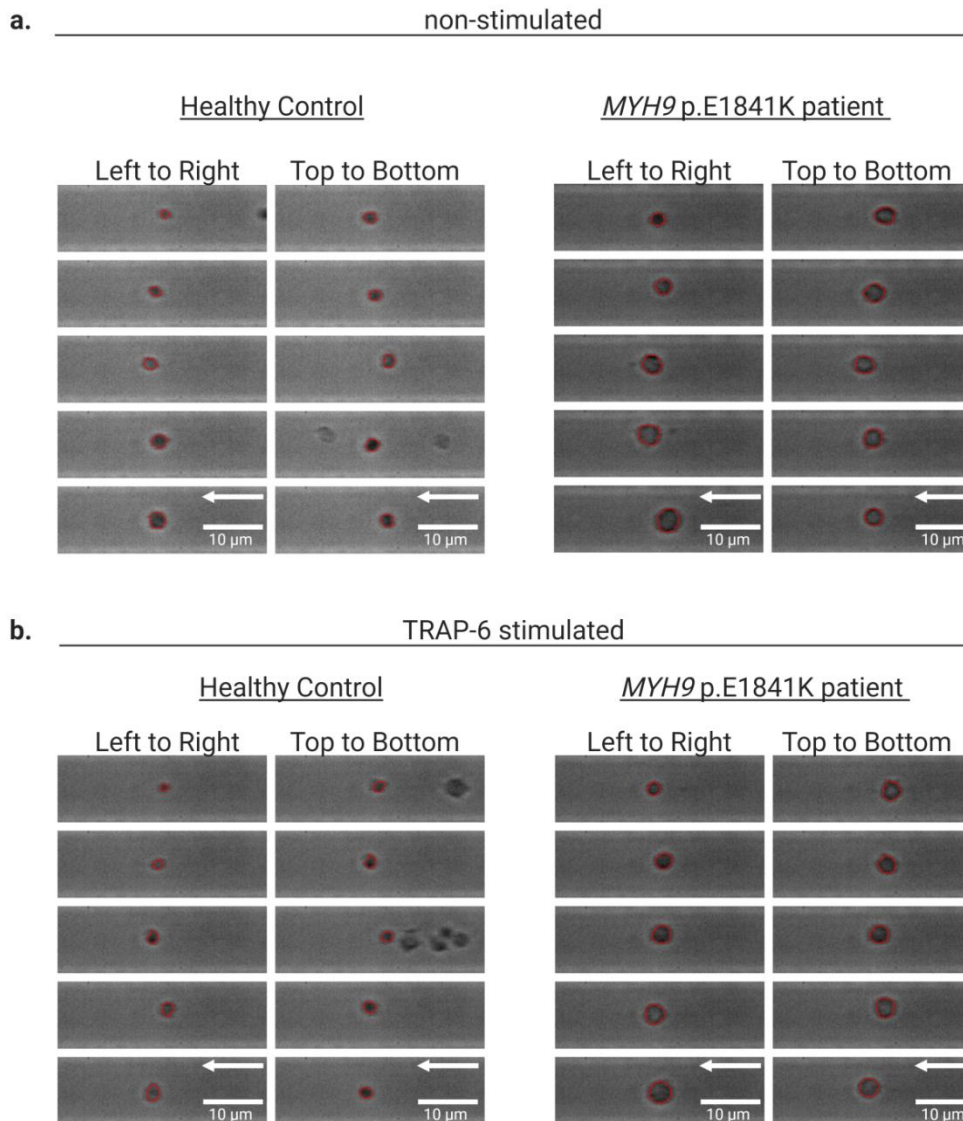 a.
non-stimulated
Healthy Control
MYH9 p.E1841K patient
Left to Right
Top to Bottom
Left to Right
Top to Bottom
10 µm
10 µm
10 µm
10 µm
b.
TRAP-6 stimulated
Healthy Control
MYH9 p.E1841K patient
Left to Right
Top to Bottom
Left to Right
Top to Bottom
10 µm
10 µm
10 µm
10 µm